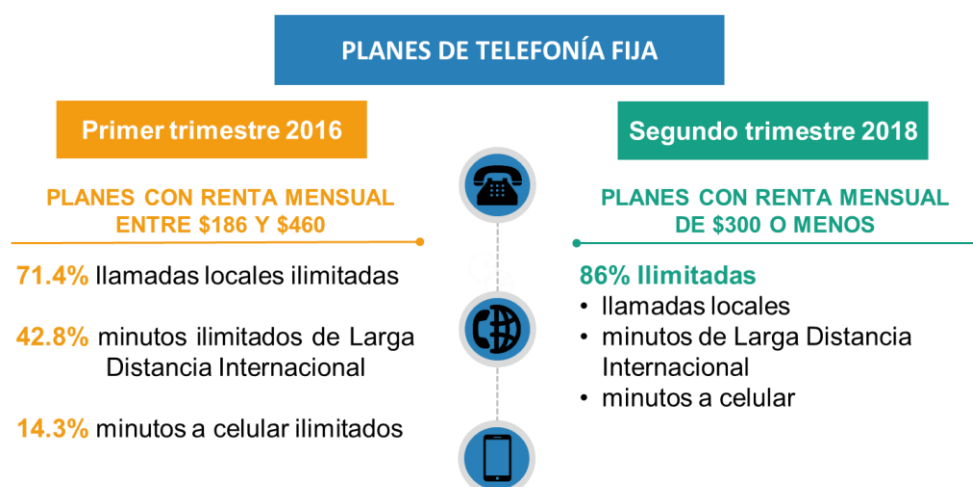 PLANES DE TELEFONÍA FIJA
Primer trimestre 2016
PLANES CON RENTA MENSUAL
ENTRE $186 Y $460
71.4% llamadas locales ilimitadas
42.8% minutos ilimitados de Larga
Distancia Internacional
14.3% minutos a celular ilimitados
Segundo trimestre 2018
PLANES CON RENTA MENSUAL
DE $300 O MENOS
86% Ilimitadas
• llamadas locales
• minutos de Larga Distancia
Internacional
• minutos a celular